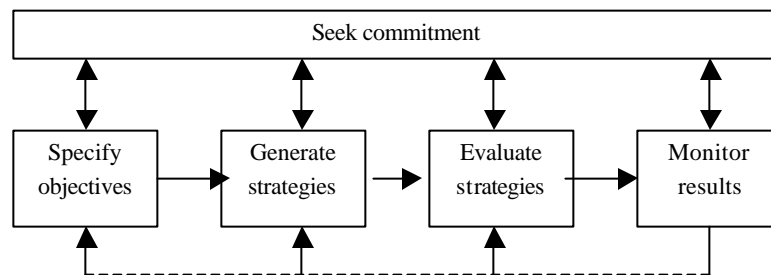 Seek commitment
Specify
objectives
Generate
strategies
Evaluate
strategies
Monitor
results